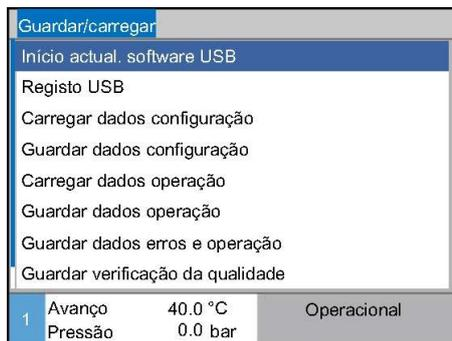 Guardar/carregar
Início actual. software USB
Registo USB
Carregar dados configuração
Guardar dados configuração
Carregar dados operação
Guardar dados operação
Guardar dados erros e operação
Guardar verificação da qualidade
1 Avanço 40.0 °C Operacional
Pressão 0.0 bar